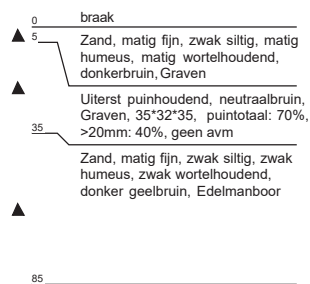 0 braak
5 Zand, matig fijn, zwak siltig, matig
humeus, matig wortelhoudend,
donkerbruin, Graven
Uiterst puinhoudend, neutraalbruin,
Graven, 35*32*35, puintotaal: 70%,
>20mm: 40%, geen avm
35
Zand, matig fijn, zwak siltig, zwak
humeus, zwak wortelhoudend,
donker geelbruin, Edelmanboor
85